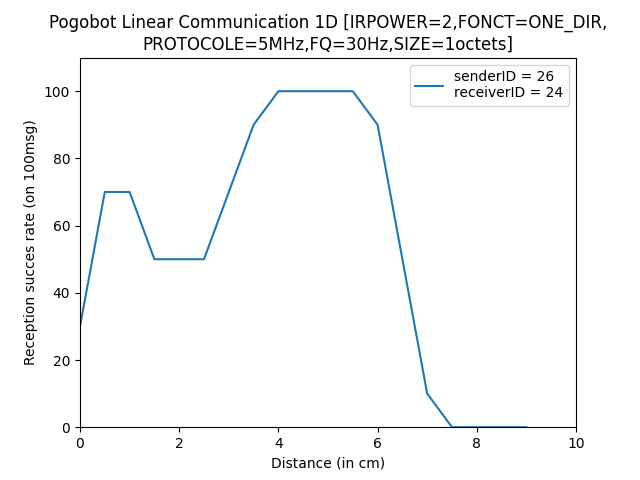 Pogobot Linear Communication 1D [IRPOWER=2,FONCT=ONE_DIR,
PROTOCOLE=5MHz,FQ=30Hz,SIZE=1octets]
senderID = 26
receiverID = 24
Reception succes rate (on 100msg)
100
80
60
40
20
0
0 2 4 6 8 10
Distance (in cm)